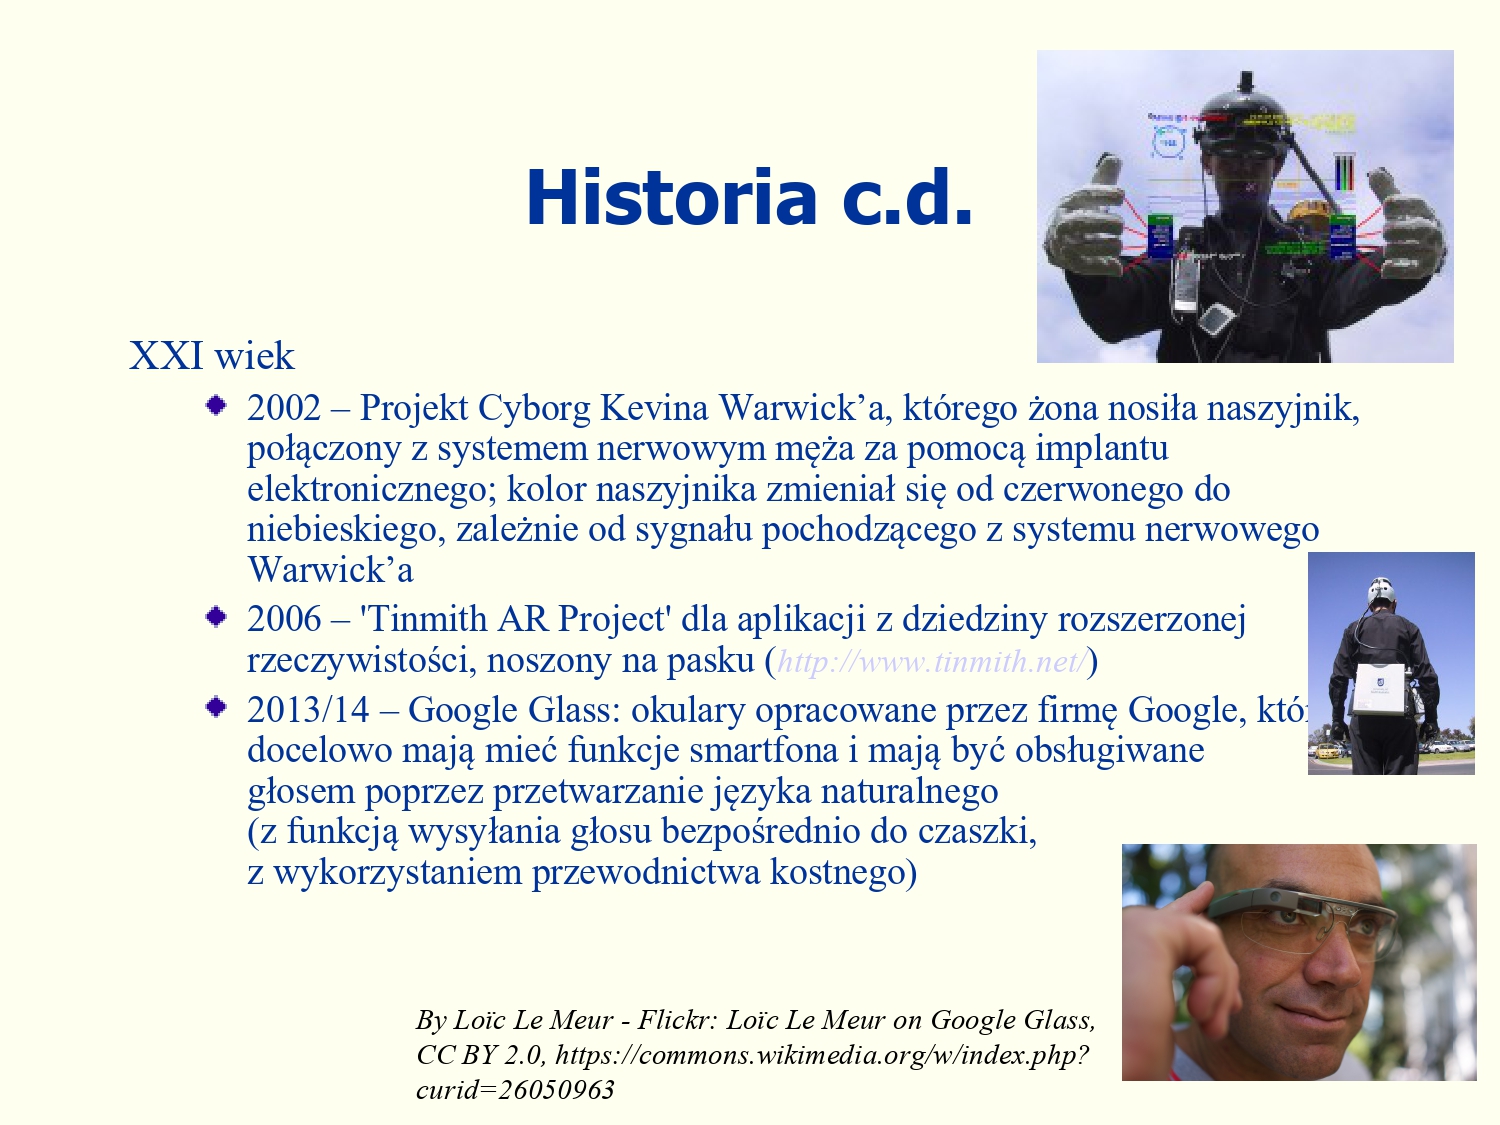 Historia c.d.
XXI wiek
2002 – Projekt Cyborg Kevina Warwick’a, którego żona nosiła naszyjnik,
połączony z systemem nerwowym męża za pomocą implantu
elektronicznego; kolor naszyjnika zmieniał się od czerwonego do
niebieskiego, zależnie od sygnału pochodzącego z systemu nerwowego
Warwick’a
2006 – 'Tinmith AR Project' dla aplikacji z dziedziny rozszerzonej
rzeczywistości, noszony na pasku (http://www.tinmith.net/)
2013/14 – Google Glass: okulary opracowane przez firmę Google,
docelowo mają mieć funkcje smartfona i mają być obsługiwane
głosem poprzez przetwarzanie języka naturalnego
(z funkcją wysyłania głosu bezpośrednio do czaszki,
z wykorzystaniem przewodnictwa kostnego)
By Loïc Le Meur - Flickr: Loïc Le Meur on Google Glass,
CC BY 2.0, https://commons.wikimedia.org/w/index.php?
curid=26050963